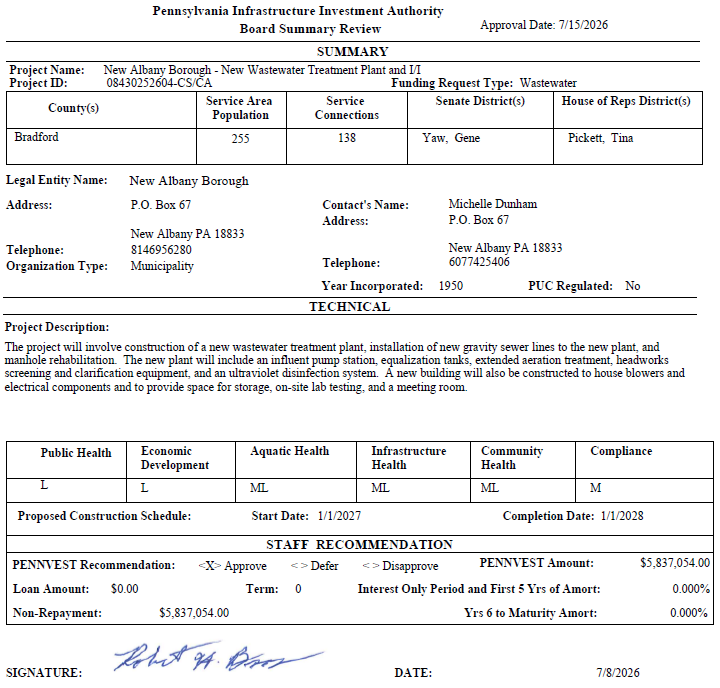 Pennsylvania Infrastructure Investment Authority
Board Summary Review
Approval Date: 7/15/2026
SUMMARY
Project Name: New Albany Borough - New Wastewater Treatment Plant and I/I
Project ID: 08430252604-CS/CA Funding Request Type: Wastewater
County(s) Service Area Population Service Connections Senate District(s) House of Reps District(s)
Bradford 255 138 Yaw, Gene Pickett, Tina
Legal Entity Name: New Albany Borough
Address: P.O. Box 67 Contact's Name: Michelle Dunham
Address: P.O. Box 67
New Albany PA 18833 New Albany PA 18833
Telephone: 8146956280 Telephone: 6077425406
Organization Type: Municipality
Year Incorporated: 1950 PUC Regulated: No
TECHNICAL
Project Description:
The project will involve construction of a new wastewater treatment plant, installation of new gravity sewer lines to the new plant, and
manhole rehabilitation. The new plant will include an influent pump station, equalization tanks, extended aeration treatment, headworks
screening and clarification equipment, and an ultraviolet disinfection system. A new building will also be constructed to house blowers and
electrical components and to provide space for storage, on-site lab testing, and a meeting room.
Public Health Economic Development Aquatic Health Infrastructure Health Community Health Compliance
L L ML ML ML M
Proposed Construction Schedule: Start Date: 1/1/2027 Completion Date: 1/1/2028
STAFF RECOMMENDATION
PENNVEST Recommendation: <X> Approve < > Defer < > Disapprove PENNVEST Amount: $5,837,054.00
Loan Amount: $0.00 Term: 0 Interest Only Period and First 5 Yrs of Amort: 0.000%
Non-Repayment: $5,837,054.00 Yrs 6 to Maturity Amort: 0.000%
SIGNATURE: DATE: 7/8/2026